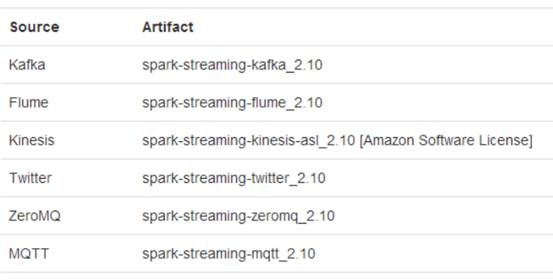 Source Artifact
Kafka spark-streaming-kafka_2.10
Flume spark-streaming-flume_2.10
Kinesis spark-streaming-kinesis-asl_2.10 [Amazon Software License]
Twitter spark-streaming-twitter_2.10
ZeroMQ spark-streaming-zeromq_2.10
MQTT spark-streaming-mqtt_2.10